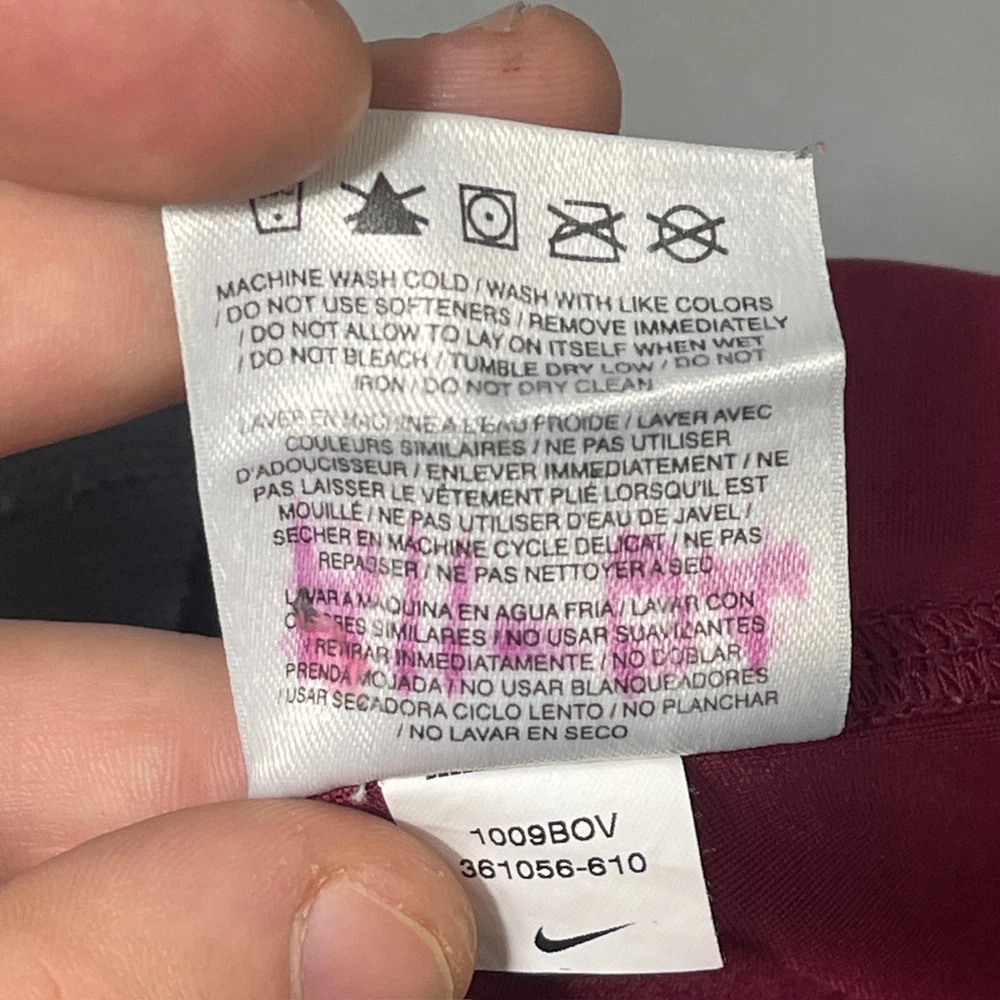 MACHINE WASH COLD / WASH WITH LIKE COLORS
/ DO NOT USE SOFTENERS / REMOVE IMMEDIATELY
/ DO NOT ALLOW TO LAY ON ITSELF WHEN WET
/ DO NOT BLEACH / TUMBLE DRY LOW / DO NOT
IRON / DO NOT DRY CLEAN
LAVER EN MACHINE A L'EAU FROIDE / LAVER AVEC
COULEURS SIMILAIRES / NE PAS UTILISER
D'ADOUCISSEUR / ENLEVER IMMEDIATEMENT / NE
PAS LAISSER LE VÊTEMENT PLIÉ LORSQU'IL EST
MOUILLÉ / NE PAS UTILISER D'EAU DE JAVEL /
SECHER EN MACHINE CYCLE DELICAT / NE PAS
REPASSER / NE PAS NETTOYER A SEC
LAVAR A MAQUINA EN AGUA FRIA / LAVAR CON
SIMILARES / NO USAR SUAVIZANTES
/ RETIRAR INMEDIATAMENTE / NO DOBLAR
PRENDA MOJADA / NO USAR BLANQUEADORES
/ USAR SECADORA CICLO LENTO / NO PLANCHAR
/ NO LAVAR EN SECO
1009BOV
361056-610